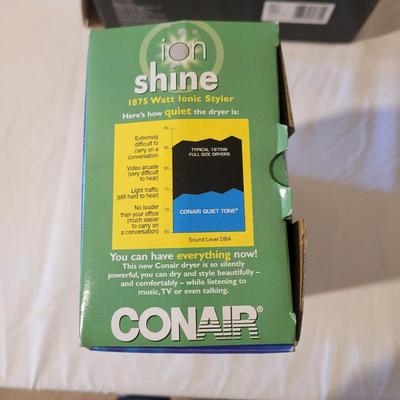 ion
shine
1875 Watt Ionic Styler
Here's how quiet the dryer is:
Extremely
difficult to
carry on a
conversation
Video arcade
(very difficult
to hear)
Light traffic
(still hard to hear)
No louder
than your office
(much easier
to carry on
a conversation)
TYPICAL 1875W
FULL SIZE DRYERS
CONAIR QUIET TONE®
Sound Level DBA
You can have everything now!
This new Conair dryer is so silently
powerful, you can dry and style beautifully –
and comfortably – while listening to
music, TV or even talking.
CONAIR®